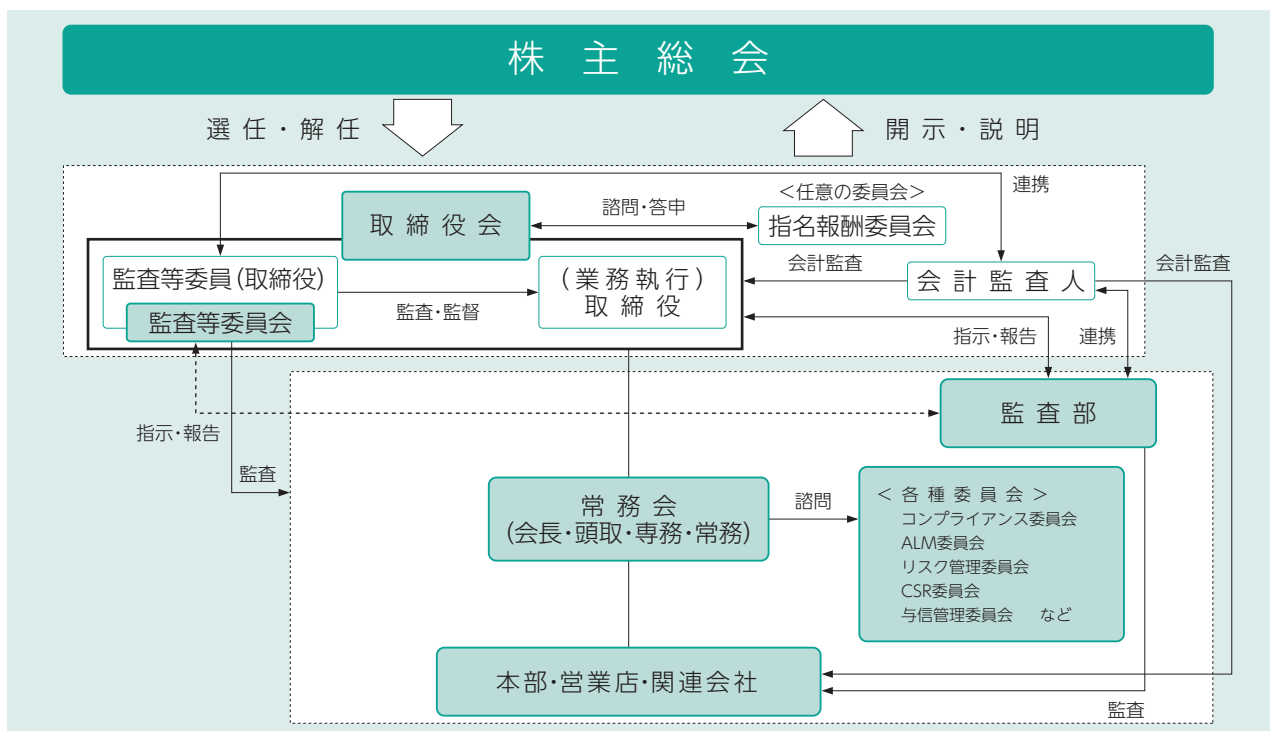 株主総会
選任・解任
開示・説明
連携
<任意の委員会>
取締役会
諮問・答申
指名報酬委員会
監査等委員(取締役)
監査等委員会
監査・監督
(業務執行)
取締役
会計監査
会計監査人
会計監査
指示・報告
連携
監査部
指示・報告
監査
常務会
(会長・頭取・専務・常務)
諮問
<各種委員会>
コンプライアンス委員会
ALM委員会
リスク管理委員会
CSR委員会
与信管理委員会 など
本部・営業店・関連会社
監査